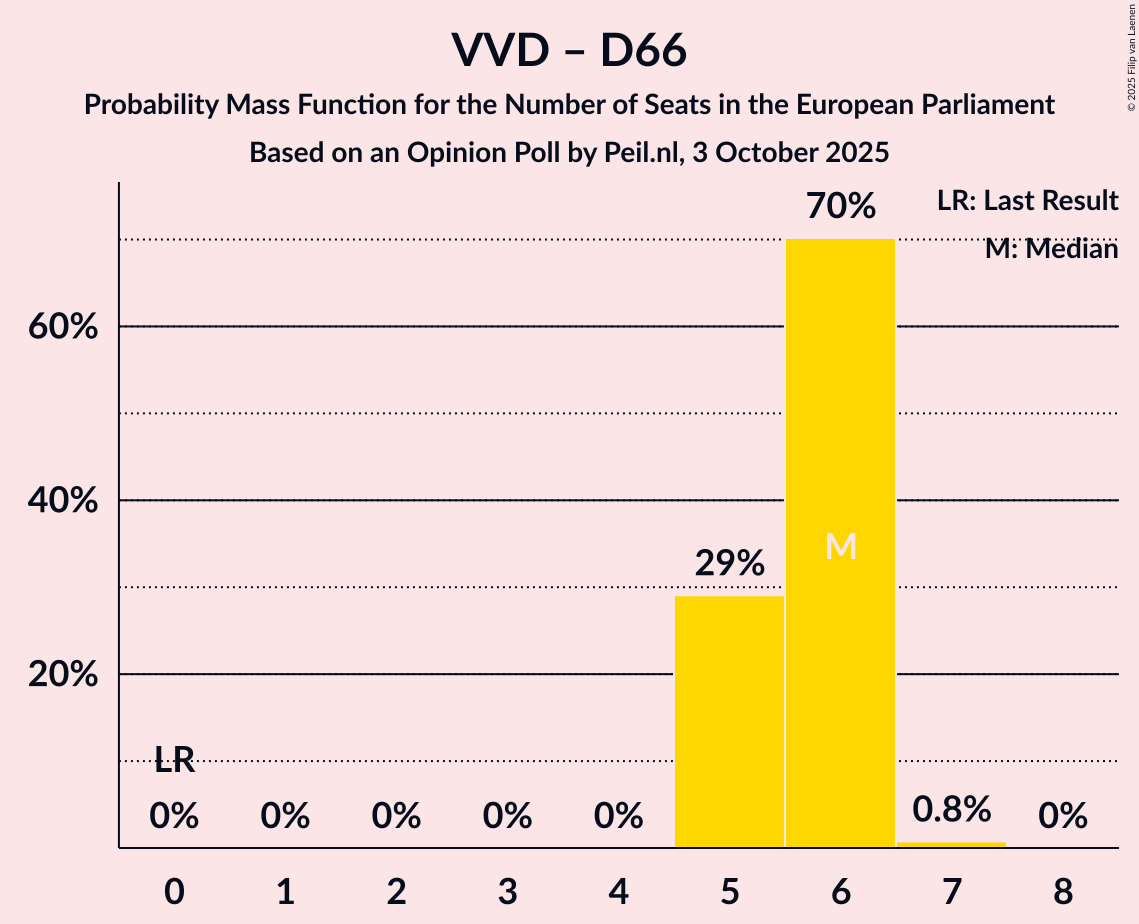 VVD – D66
Probability Mass Function for the Number of Seats in the European Parliament
Based on an Opinion Poll by Peil.nl, 3 October 2025
© 2025 Filip van Laenen
LR: Last Result
M: Median
70%
60%
40%
29%
M
20%
LR
0% 0% 0% 0% 0% 0.8% 0%
0 1 2 3 4 5 6 7 8